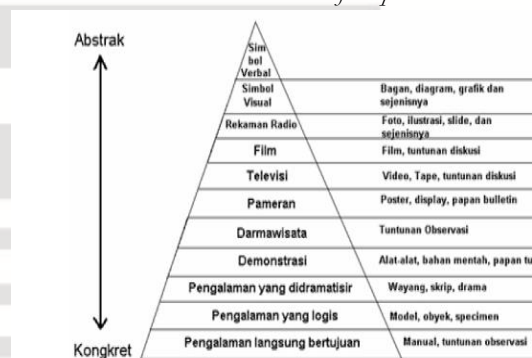 Abstrak
Sim
bol
Verbal
Simbol
Visual
Bagan, diagram, grafik dan
sejenisnya
Rekaman Radio
Foto, ilustrasi, slide, dan
sejenisnya
Film
Film, tuntunan diskusi
Televisi
Video, Tape, tuntunan diskusi
Pameran
Poster, display, papan bulletin
Darmawisata
Tuntunan Observasi
Demonstrasi
Alat-alat, bahan mentah, papan tu
Pengalaman yang didramatisir
Wayang, skrip, drama
Pengalaman yang logis
Model, obyek, specimen
Kongkret
Pengalaman langsung bertujuan
Manual, tuntunan observasi